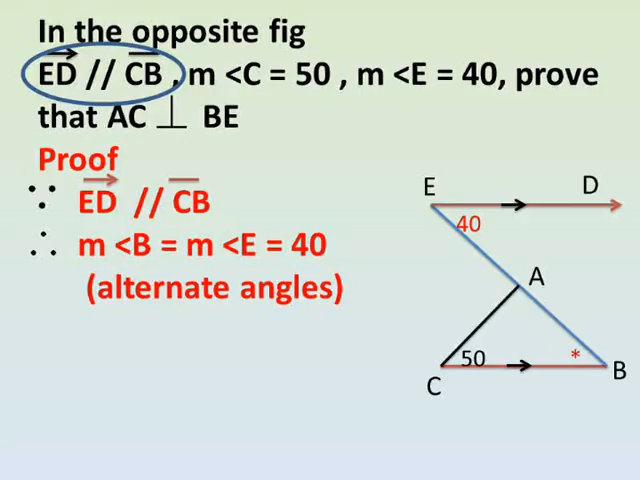 In the opposite fig
ED // CB , m <C = 50 , m <E = 40, prove
that AC ⊥ BE
Proof
∵ ED // CB
∴ m <B = m <E = 40
(alternate angles)
E
D
40
A
50
*
B
C